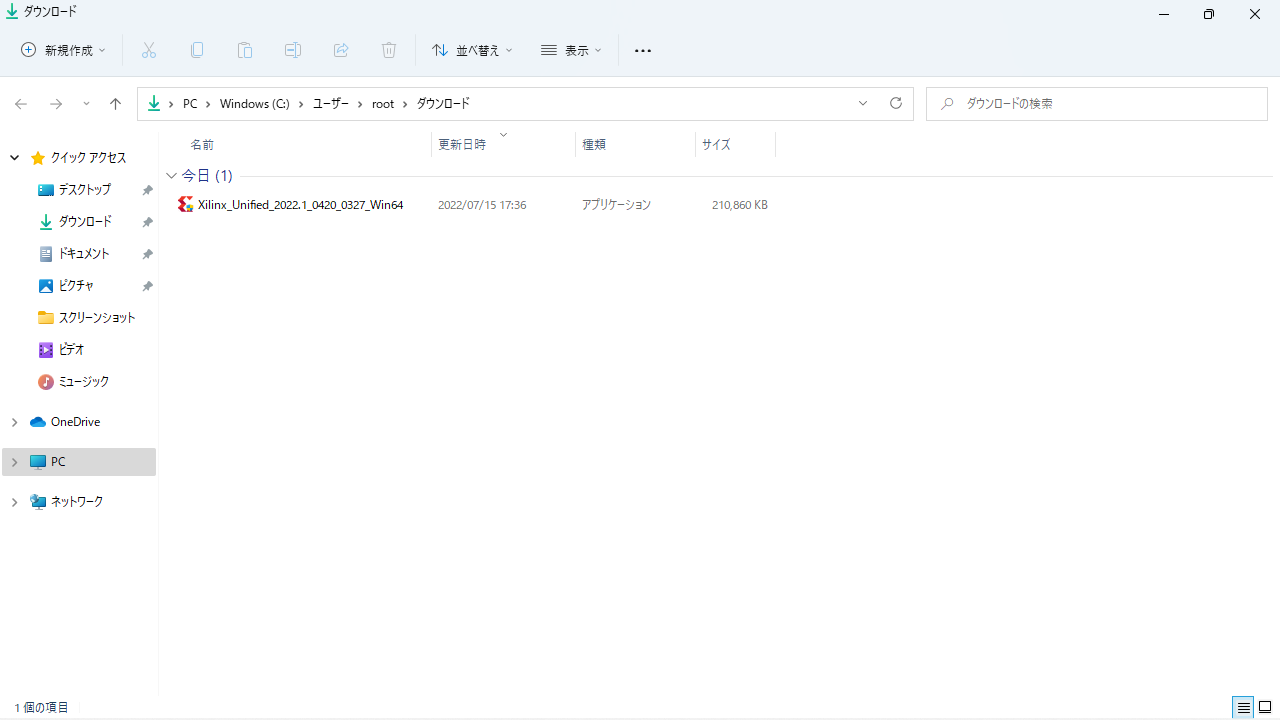 ダウンロード
新規作成
並べ替え
表示
PC
Windows (C:)
ユーザー
root
ダウンロード
ダウンロードの検索
名前
更新日時
種類
サイズ
クイック アクセス
デスクトップ
ダウンロード
ドキュメント
ピクチャ
スクリーンショット
ビデオ
ミュージック
OneDrive
PC
ネットワーク
今日 (1)
Xilinx_Unified_2022.1_0420_0327_Win64 2022/07/15 17:36 アプリケーション 210,860 KB
1 個の項目